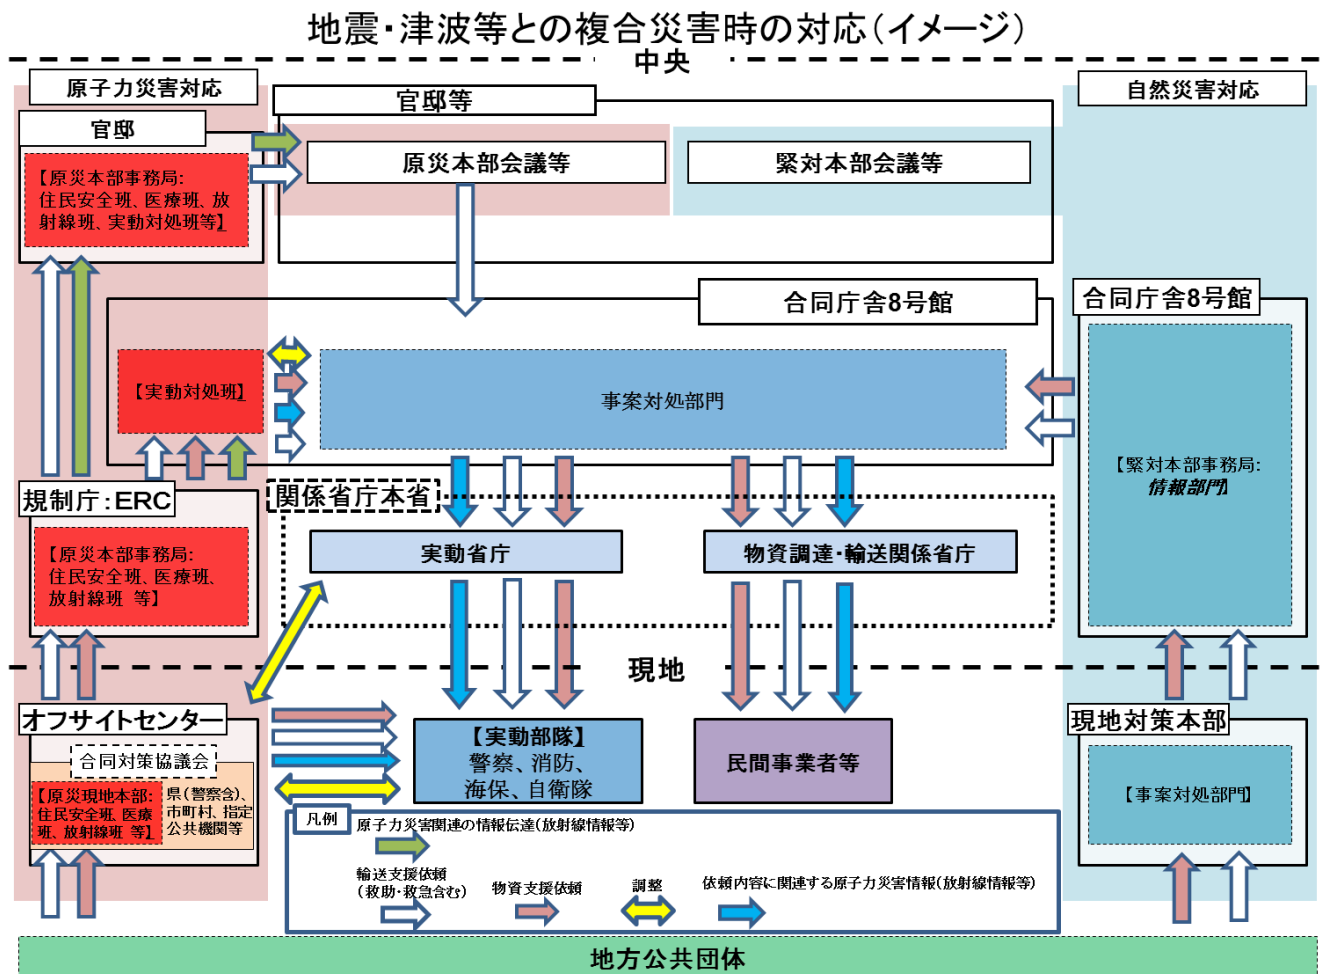 地震・津波等との複合災害時の対応(イメージ)
中央
原子力災害対応
官邸等
自然災害対応
官邸
原災本部会議等
緊対本部会議等
【原災本部事務局:
住民安全班、医療班、放
射線班、実動対処班等】
合同庁舎8号館
合同庁舎8号館
【実動対処班】
事案対処部門
【緊対本部事務局:
情報部門】
規制庁:ERC
関係省庁本省
【原災本部事務局:
住民安全班、医療班、
放射線班 等】
実動省庁
物資調達・輸送関係省庁
現地
オフサイトセンター
合同対策協議会
【原災現地本部:
住民安全班、医療
班、放射線班 等】
県(警察含)、
市町村、指定
公共機関等
【実動部隊】
警察、消防、
海保、自衛隊
民間事業者等
現地対策本部
【事案対処部門】
凡例
原子力災害関連の情報伝達(放射線情報等)
輸送支援依頼
(救助・救急含む)
物資支援依頼
調整
依頼内容に関連する原子力災害情報(放射線情報等)
地方公共団体